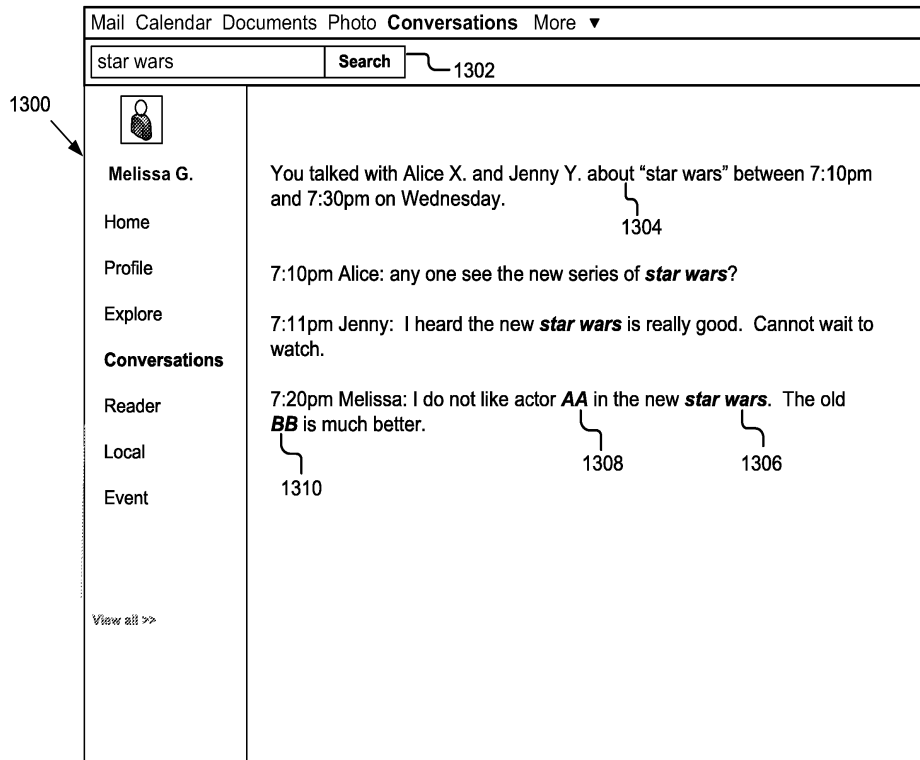 Mail Calendar Documents Photo Conversations More ▼
star wars Search 1302
1300
Melissa G.
Home
Profile
Explore
Conversations
Reader
Local
Event
View all >>
You talked with Alice X. and Jenny Y. about “star wars” between 7:10pm
and 7:30pm on Wednesday.
1304
7:10pm Alice: any one see the new series of star wars?
7:11pm Jenny: I heard the new star wars is really good. Cannot wait to
watch.
7:20pm Melissa: I do not like actor AA in the new star wars. The old
BB is much better.
1308 1306
1310